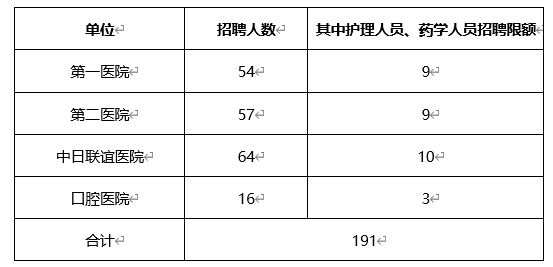 单位 招聘人数 其中护理人员、药学人员招聘限额
第一医院 54 9
第二医院 57 9
中日联谊医院 64 10
口腔医院 16 3
合计 191